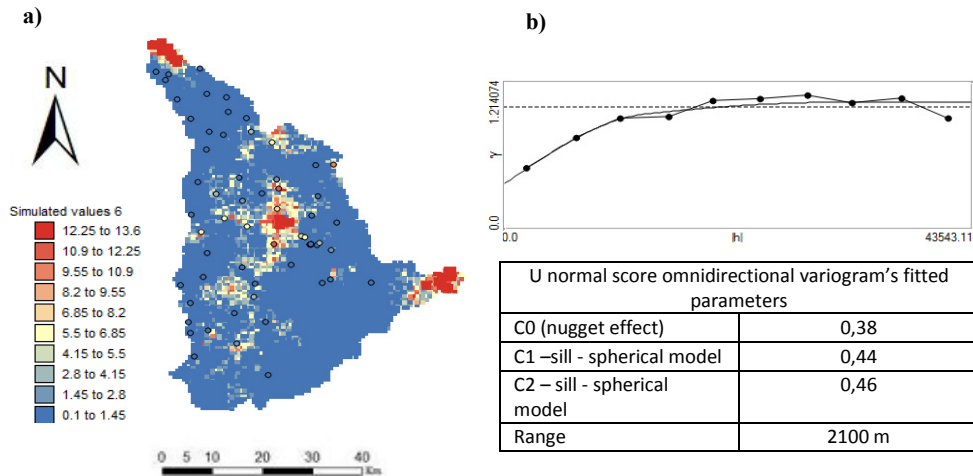 a)
N
Simulated values 6
12.25 to 13.6
10.9 to 12.25
9.55 to 10.9
8.2 to 9.55
6.85 to 8.2
5.5 to 6.85
4.15 to 5.5
2.8 to 4.15
1.45 to 2.8
0.1 to 1.45
0 5 10 20 30 40
Km
b)
1.214074
γ
0.0
0.0 |h| 43543.11
U normal score omnidirectional variogram's fitted
parameters
C0 (nugget effect) 0,38
C1 –sill - spherical model 0,44
C2 – sill - spherical
model 0,46
Range 2100 m